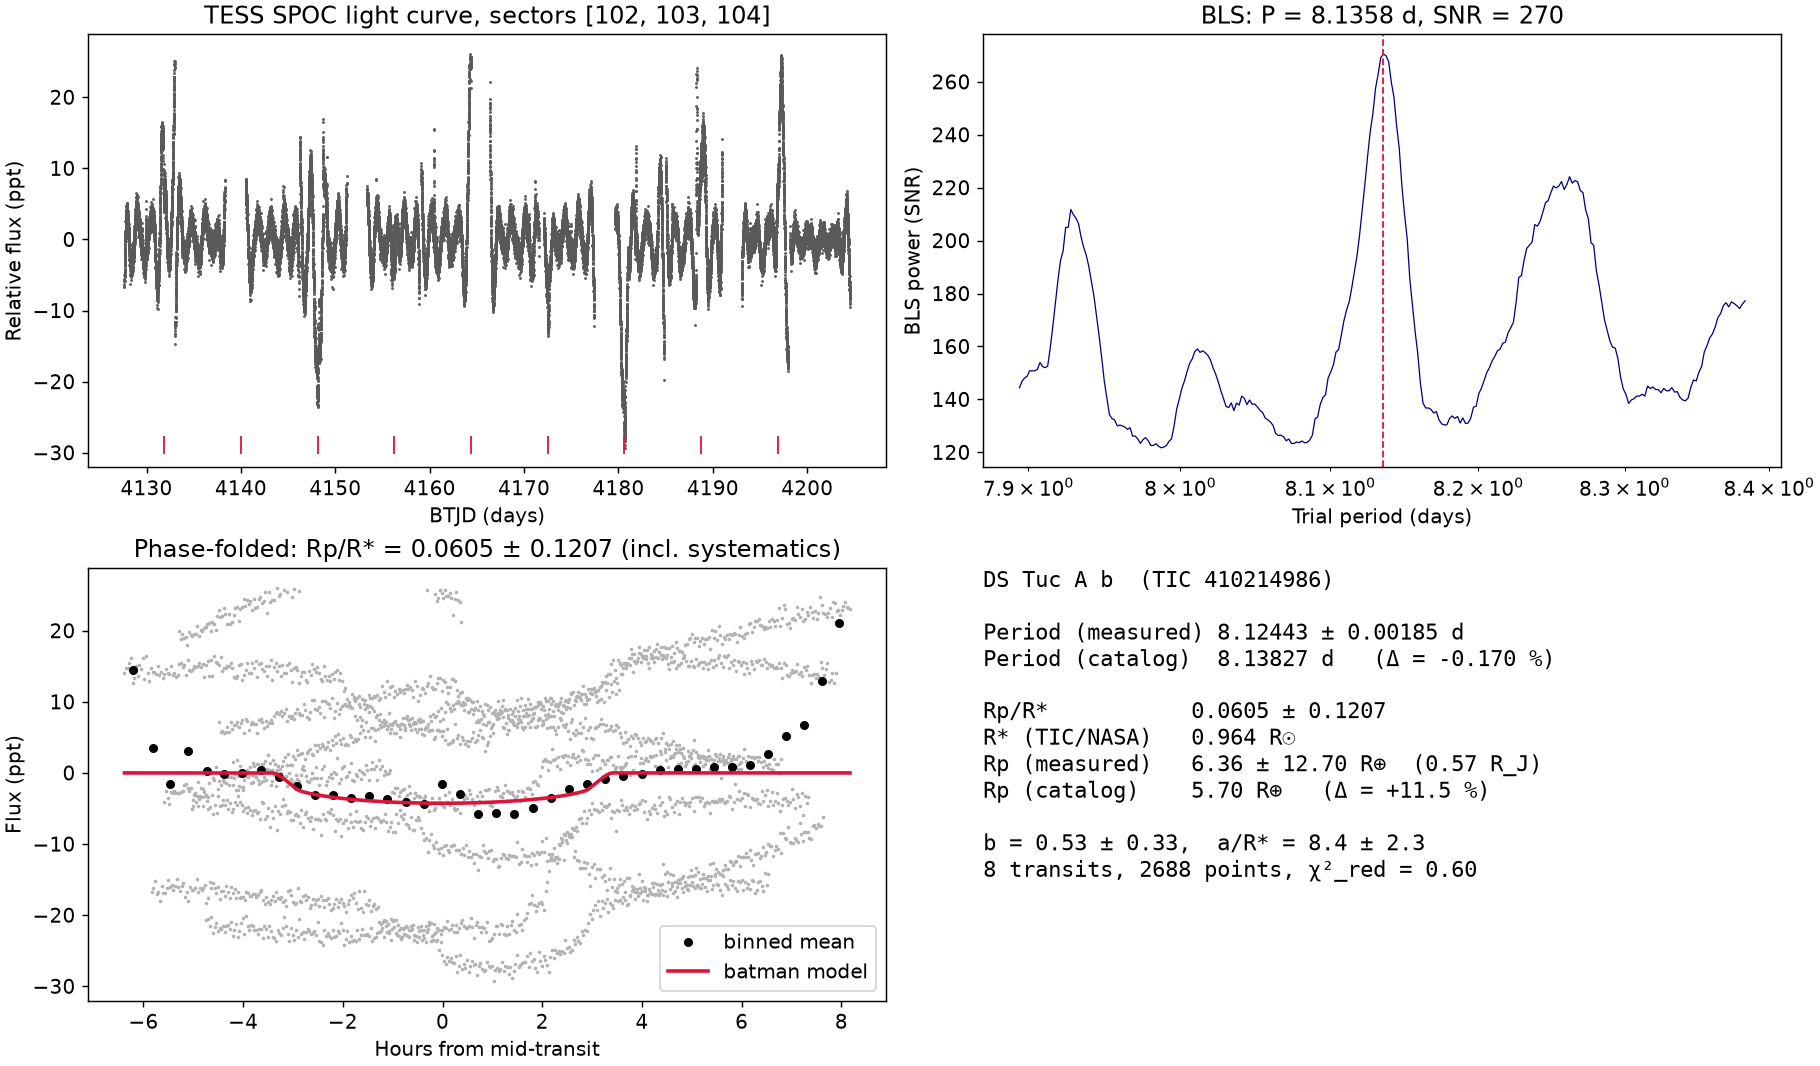 TESS SPOC light curve, sectors [102, 103, 104]
Relative flux (ppt)
20
10
0
−10
−20
−30
4130 4140 4150 4160 4170 4180 4190 4200
BTJD (days)
BLS: P = 8.1358 d, SNR = 270
BLS power (SNR)
260
240
220
200
180
160
140
120
7.9 × 10⁰ 8 × 10⁰ 8.1 × 10⁰ 8.2 × 10⁰ 8.3 × 10⁰ 8.4 × 10⁰
Trial period (days)
Phase-folded: Rp/R* = 0.0605 ± 0.1207 (incl. systematics)
Flux (ppt)
20
10
0
−10
−20
−30
binned mean
batman model
−6 −4 −2 0 2 4 6 8
Hours from mid-transit
DS Tuc A b (TIC 410214986)
Period (measured) 8.12443 ± 0.00185 d
Period (catalog) 8.13827 d (Δ = -0.170 %)
Rp/R* 0.0605 ± 0.1207
R* (TIC/NASA) 0.964 R☉
Rp (measured) 6.36 ± 12.70 R⊕ (0.57 R_J)
Rp (catalog) 5.70 R⊕ (Δ = +11.5 %)
b = 0.53 ± 0.33, a/R* = 8.4 ± 2.3
8 transits, 2688 points, χ²_red = 0.60